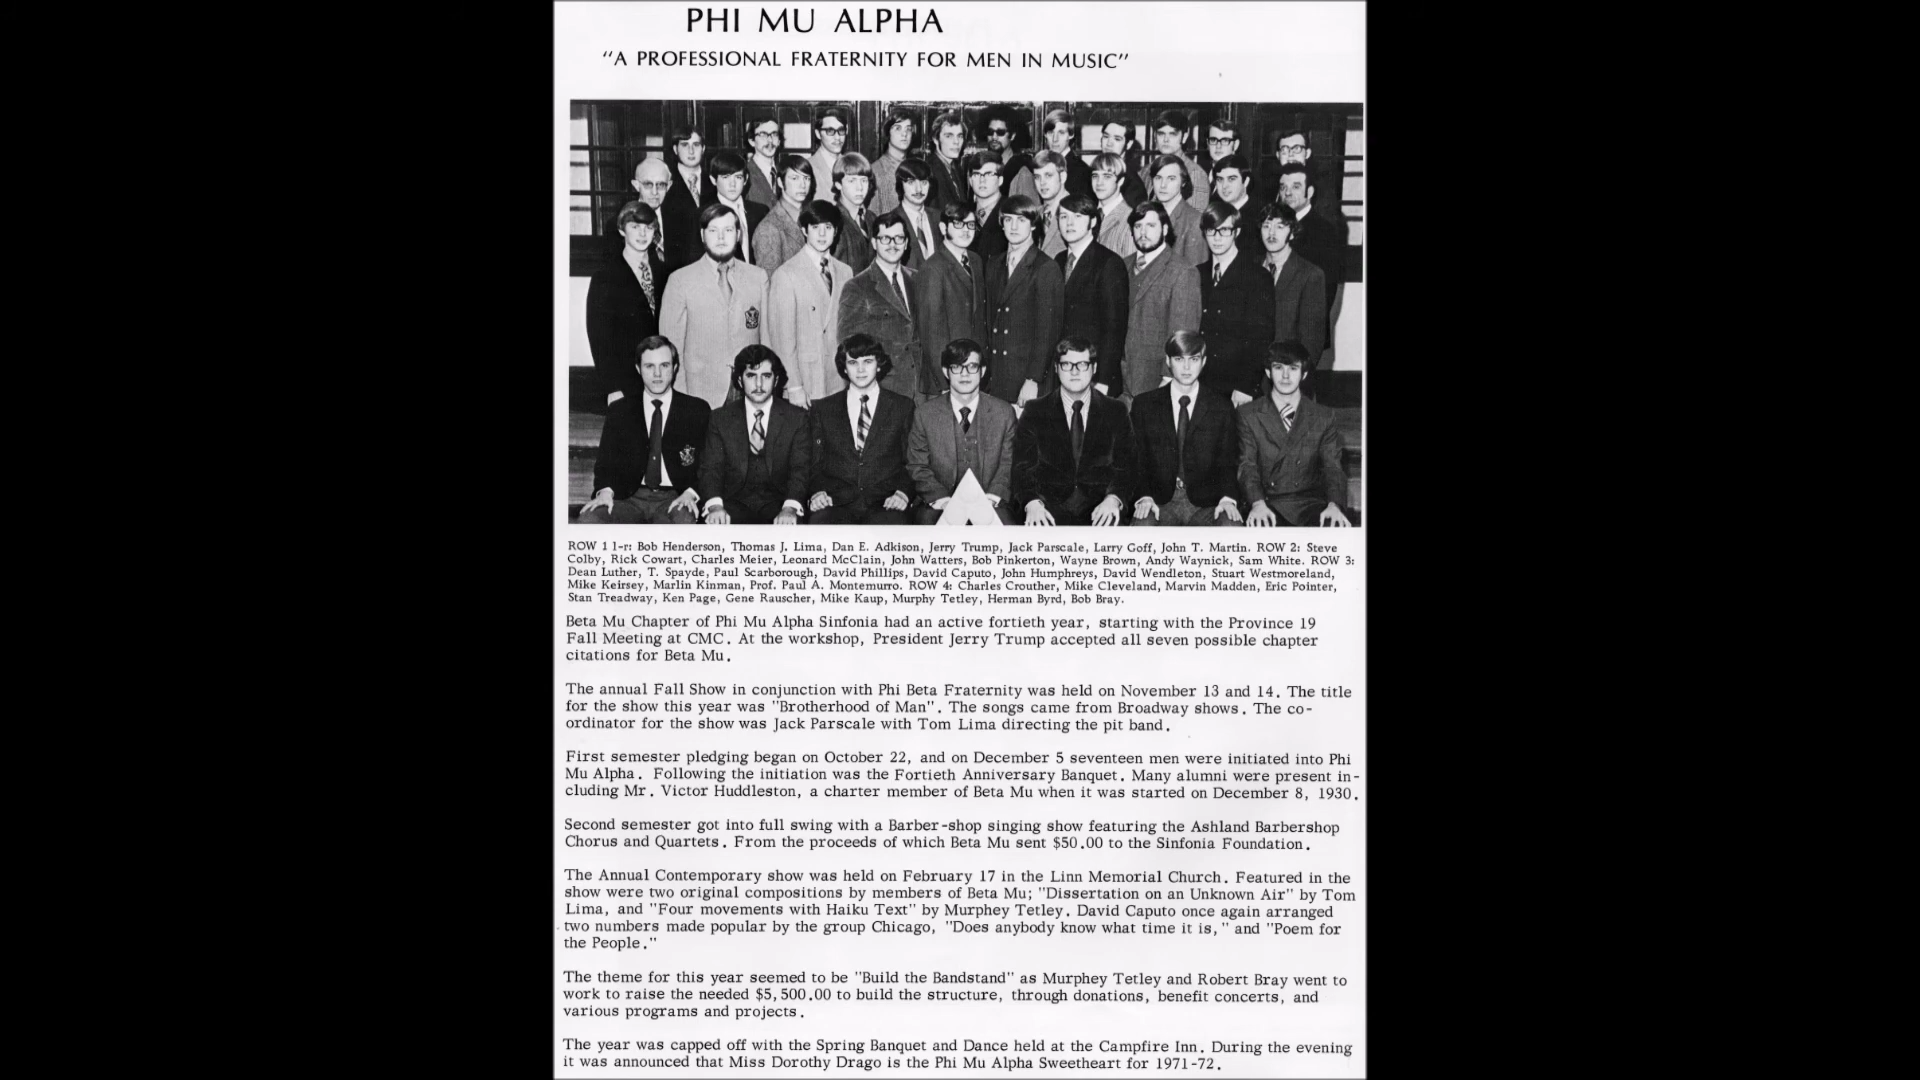 PHI MU ALPHA
"A PROFESSIONAL FRATERNITY FOR MEN IN MUSIC"
ROW 1 l-r: Bob Henderson, Thomas J. Lima, Dan E. Adkison, Jerry Trump, Jack Parscale, Larry Goff, John T. Martin. ROW 2: Steve
Colby, Rick Cowart, Charles Meier, Leonard McClain, John Watters, Bob Pinkerton, Wayne Brown, Andy Waynick, Sam White. ROW 3:
Dean Luther, T. Spayde, Paul Scarborough, David Phillips, David Caputo, John Humphreys, David Wendleton, Stuart Westmoreland,
Mike Keirsey, Marlin Kinman, Prof. Paul A. Montemurro. ROW 4: Charles Crouther, Mike Cleveland, Marvin Madden, Eric Pointer,
Stan Treadway, Ken Page, Gene Rauscher, Mike Kaup, Murphy Tetley, Herman Byrd, Bob Bray.
Beta Mu Chapter of Phi Mu Alpha Sinfonia had an active fortieth year, starting with the Province 19
Fall Meeting at CMC. At the workshop, President Jerry Trump accepted all seven possible chapter
citations for Beta Mu.
The annual Fall Show in conjunction with Phi Beta Fraternity was held on November 13 and 14. The title
for the show this year was "Brotherhood of Man". The songs came from Broadway shows. The co-
ordinator for the show was Jack Parscale with Tom Lima directing the pit band.
First semester pledging began on October 22, and on December 5 seventeen men were initiated into Phi
Mu Alpha. Following the initiation was the Fortieth Anniversary Banquet. Many alumni were present in-
cluding Mr. Victor Huddleston, a charter member of Beta Mu when it was started on December 8, 1930.
Second semester got into full swing with a Barber-shop singing show featuring the Ashland Barbershop
Chorus and Quartets. From the proceeds of which Beta Mu sent $50.00 to the Sinfonia Foundation.
The Annual Contemporary show was held on February 17 in the Linn Memorial Church. Featured in the
show were two original compositions by members of Beta Mu; "Dissertation on an Unknown Air" by Tom
Lima, and "Four movements with Haiku Text" by Murphey Tetley. David Caputo once again arranged
two numbers made popular by the group Chicago, "Does anybody know what time it is," and "Poem for
the People."
The theme for this year seemed to be "Build the Bandstand" as Murphey Tetley and Robert Bray went to
work to raise the needed $5,500.00 to build the structure, through donations, benefit concerts, and
various programs and projects.
The year was capped off with the Spring Banquet and Dance held at the Campfire Inn. During the evening
it was announced that Miss Dorothy Drago is the Phi Mu Alpha Sweetheart for 1971-72.